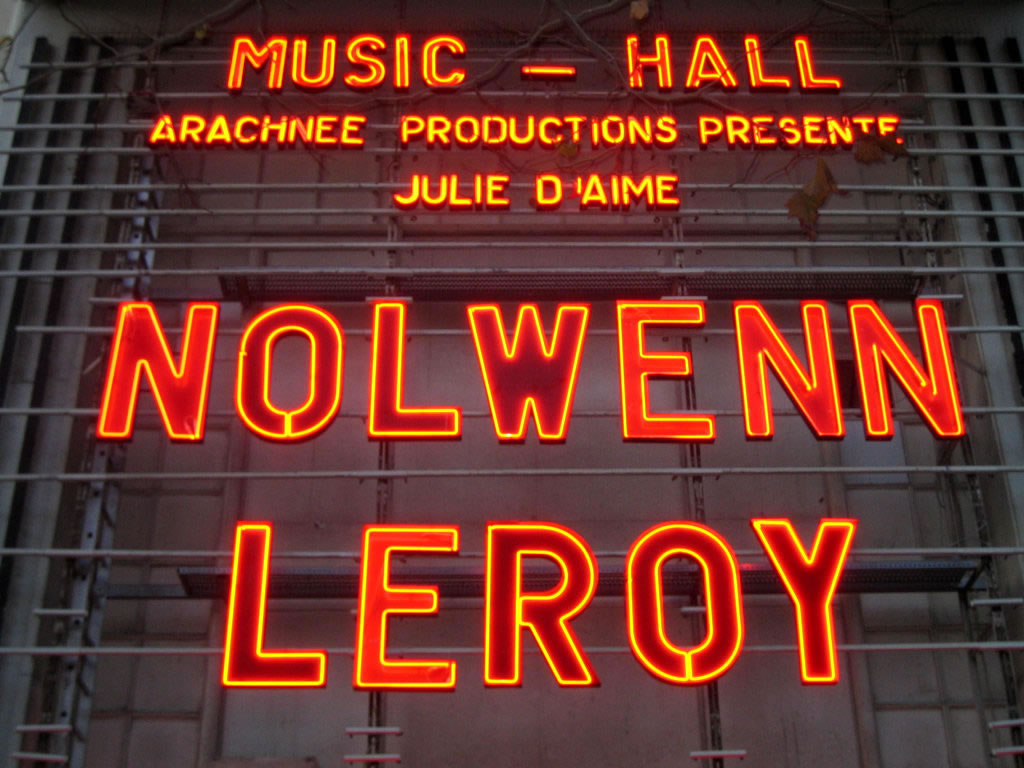 MUSIC - HALL
ARACHNEE PRODUCTIONS PRESENTE
JULIE D'AIME
NOLWENN
LEROY